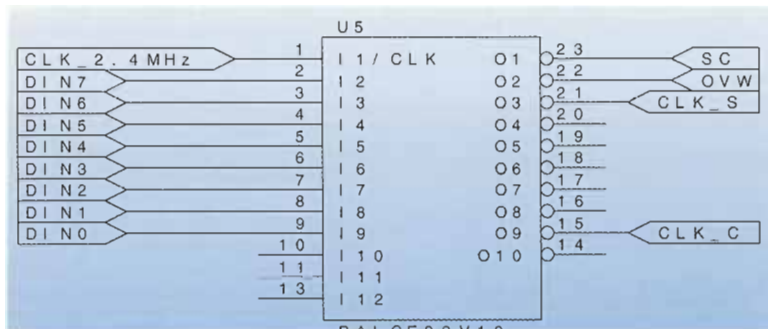 U5
CLK_2.4MHz 1 I1/CLK O1 23 SC
DIN7 2 I2 O2 22 OVW
DIN6 3 I3 O3 21 CLK_S
DIN5 4 I4 O4 20
DIN4 5 I5 O5 19
DIN3 6 I6 O6 18
DIN2 7 I7 O7 17
DIN1 8 I8 O8 16
DIN0 9 I9 O9 15 CLK_C
10 I10 O10 14
11 I11
13 I12